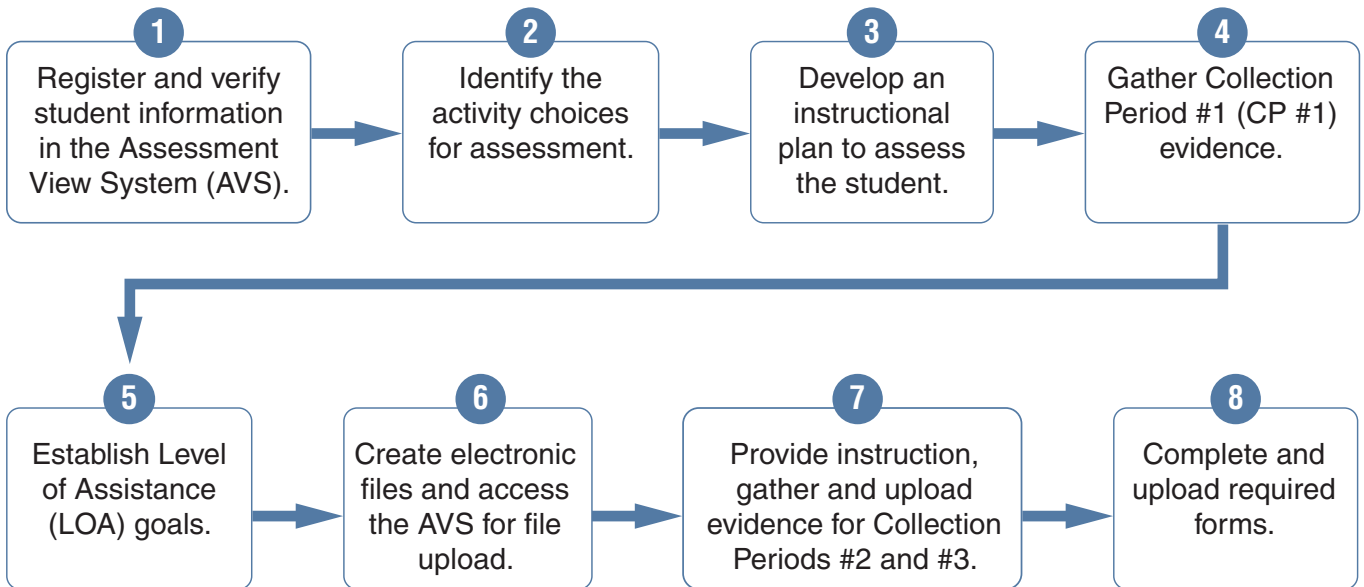 1
Register and verify
student information
in the Assessment
View System (AVS).
2
Identify the
activity choices
for assessment.
3
Develop an
instructional
plan to assess
the student.
4
Gather Collection
Period #1 (CP #1)
evidence.
5
Establish Level
of Assistance
(LOA) goals.
6
Create electronic
files and access
the AVS for file
upload.
7
Provide instruction,
gather and upload
evidence for Collection
Periods #2 and #3.
8
Complete and
upload required
forms.